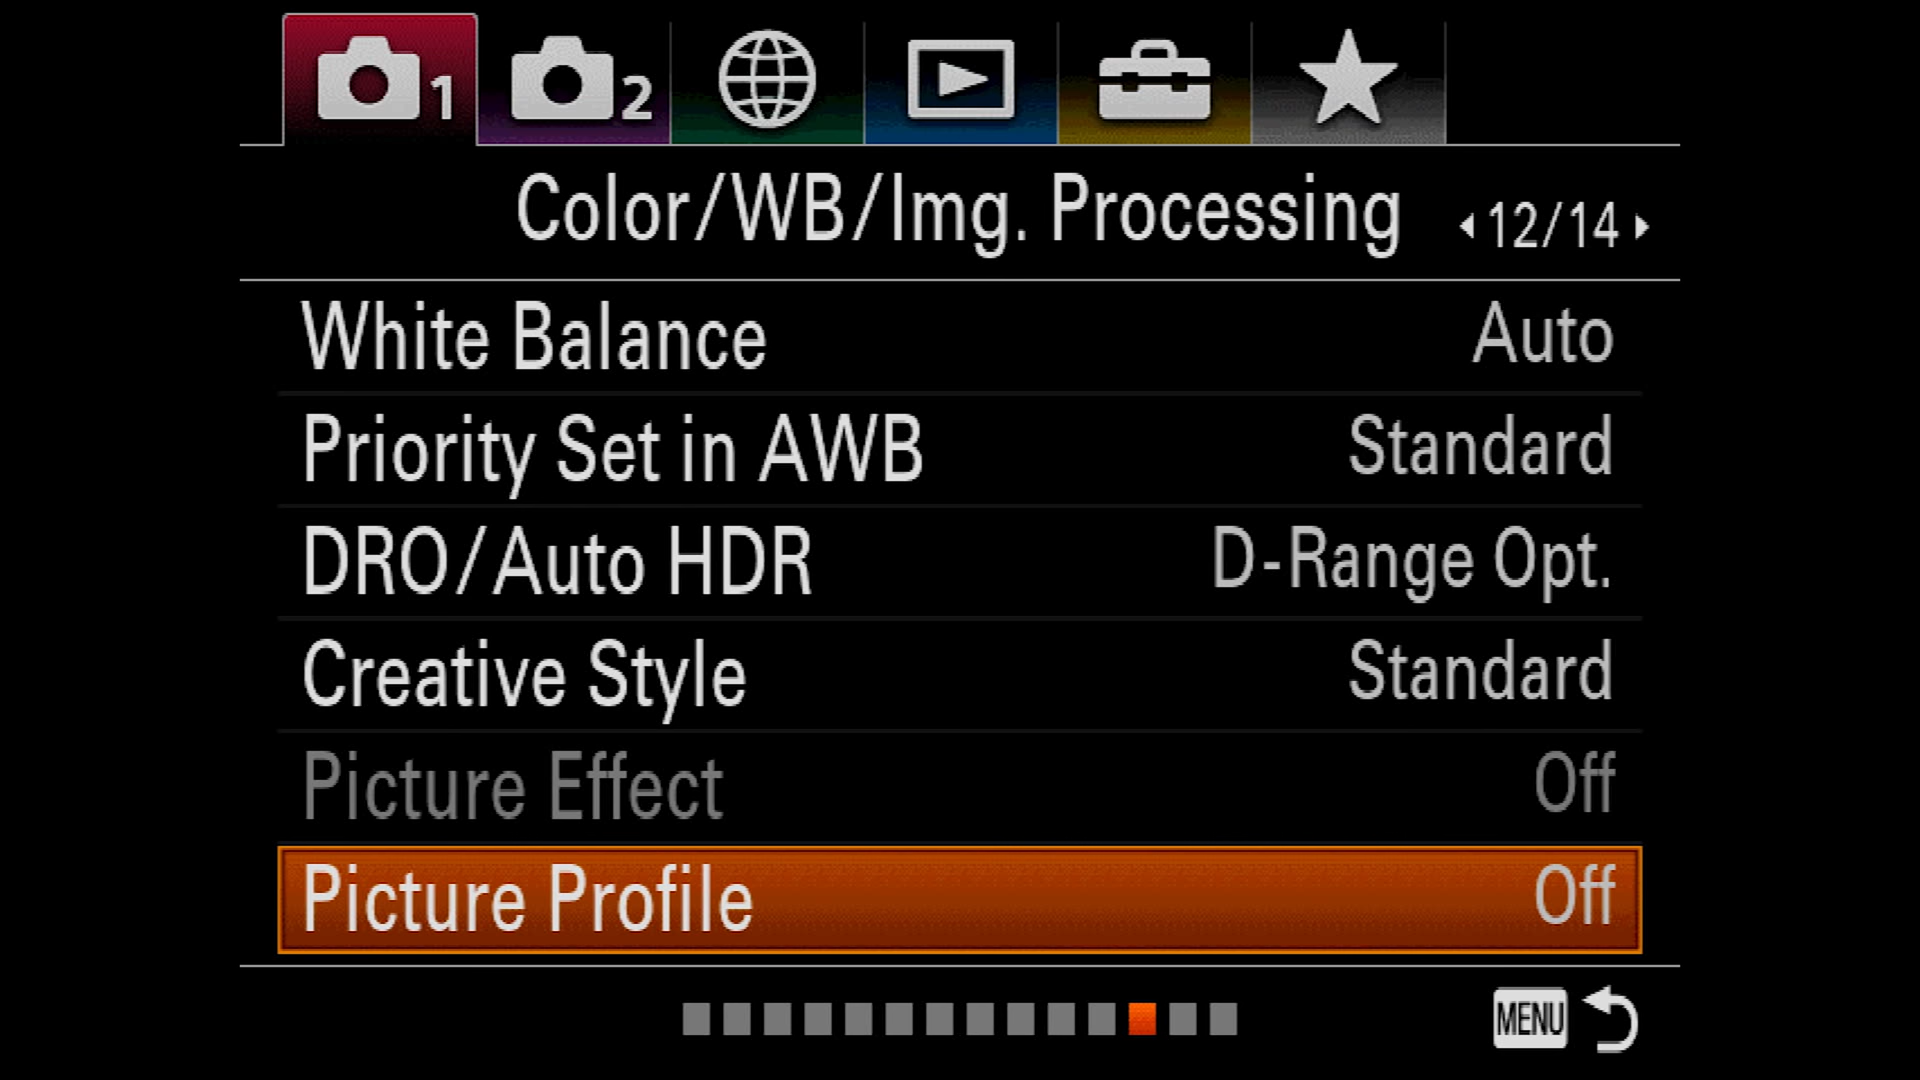 1 2
Color/WB/Img. Processing 12/14
White Balance Auto
Priority Set in AWB Standard
DRO/Auto HDR D-Range Opt.
Creative Style Standard
Picture Effect Off
Picture Profile Off
MENU